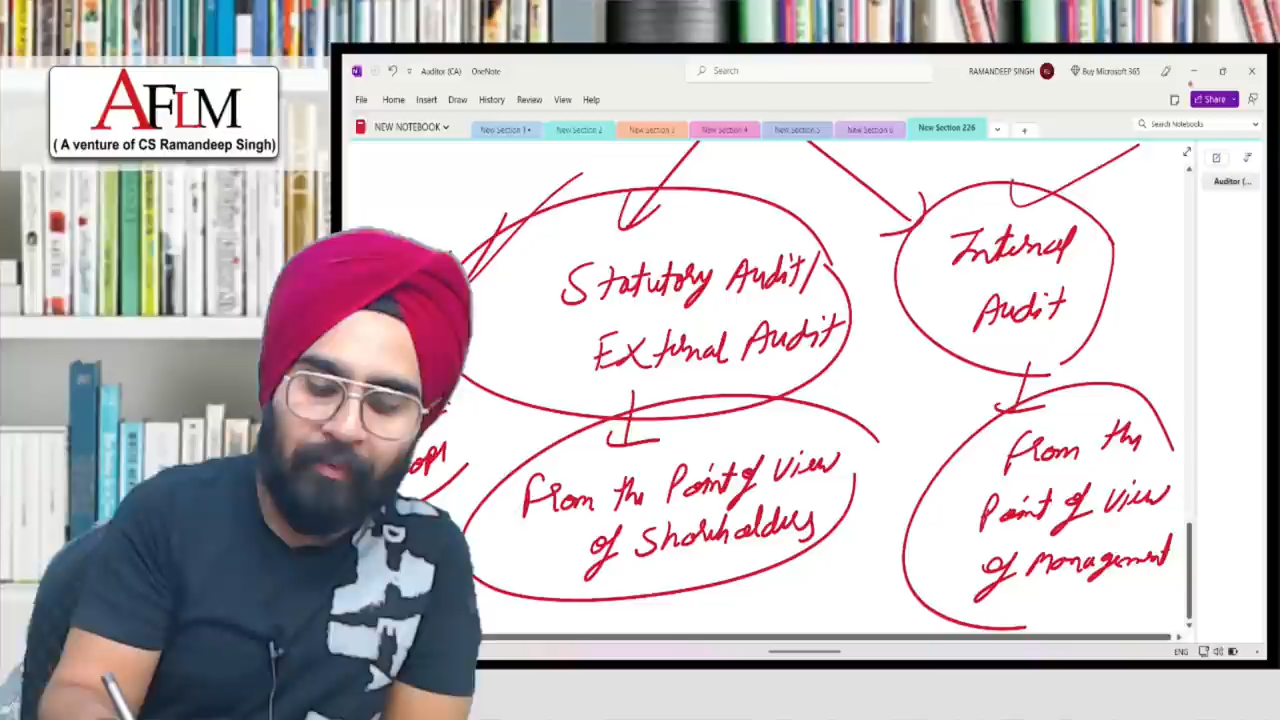 AFLM
( A venture of CS Ramandeep Singh)
Auditor (CA)
OneNote
Search
RAMANDEEP SINGH
Buy Microsoft 365
File
Home
Insert
Draw
History
Review
View
Help
Share
NEW NOTEBOOK
New Section 1
New Section 2
New Section 3
New Section 4
New Section 5
New Section 6
New Section 226
Search Notebooks
Auditor (...
Statutory Audit/
External Audit
Internal
Audit
From the Point of View
of Shareholders
From the
Point of View
of Management
ENG